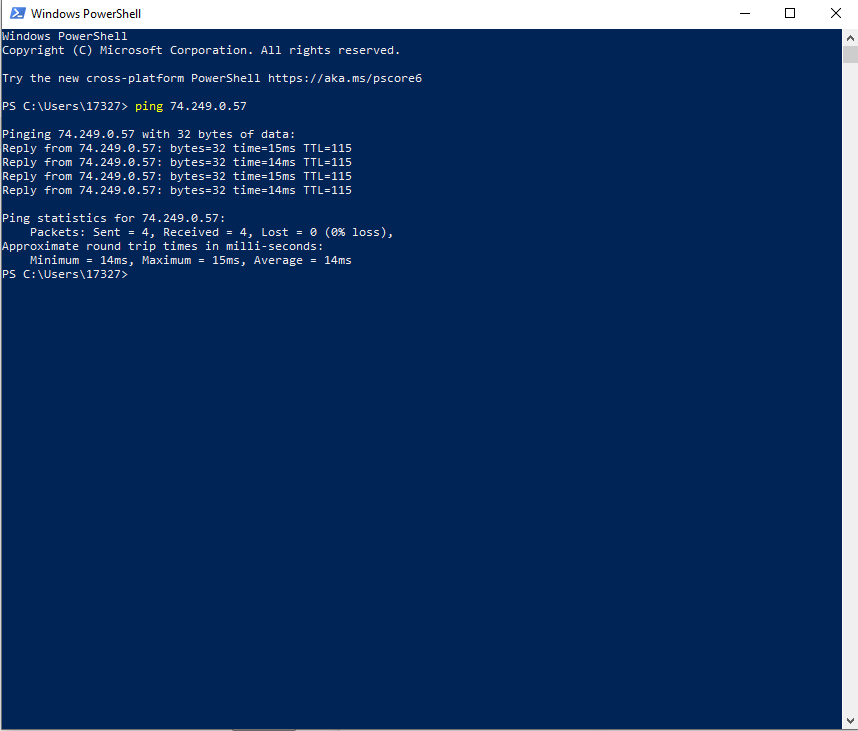 Windows PowerShell
Windows PowerShell
Copyright (C) Microsoft Corporation. All rights reserved.
Try the new cross-platform PowerShell https://aka.ms/pscore6
PS C:\Users\17327> ping 74.249.0.57
Pinging 74.249.0.57 with 32 bytes of data:
Reply from 74.249.0.57: bytes=32 time=15ms TTL=115
Reply from 74.249.0.57: bytes=32 time=14ms TTL=115
Reply from 74.249.0.57: bytes=32 time=15ms TTL=115
Reply from 74.249.0.57: bytes=32 time=14ms TTL=115
Ping statistics for 74.249.0.57:
    Packets: Sent = 4, Received = 4, Lost = 0 (0% loss),
Approximate round trip times in milli-seconds:
    Minimum = 14ms, Maximum = 15ms, Average = 14ms
PS C:\Users\17327>